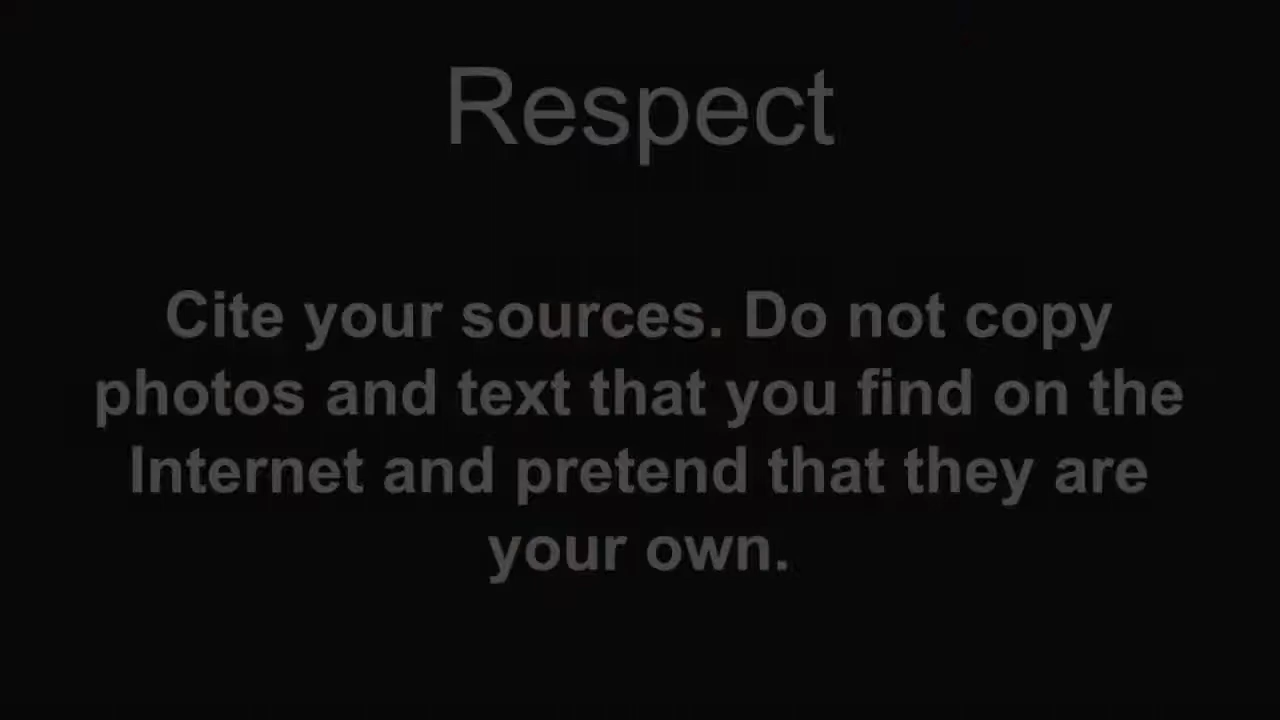 Respect
Cite your sources. Do not copy
photos and text that you find on the
Internet and pretend that they are
your own.